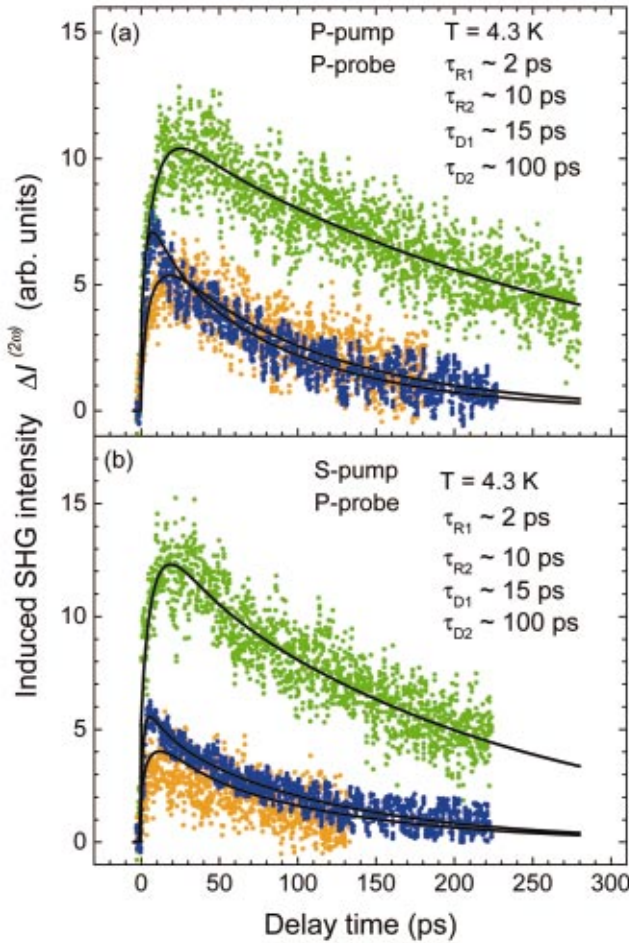 (a)
P-pump
P-probe
T = 4.3 K
τR1 ~ 2 ps
τR2 ~ 10 ps
τD1 ~ 15 ps
τD2 ~ 100 ps
15
10
5
0
(b)
S-pump
P-probe
T = 4.3 K
τR1 ~ 2 ps
τR2 ~ 10 ps
τD1 ~ 15 ps
τD2 ~ 100 ps
15
10
5
0
0 50 100 150 200 250 300
Delay time (ps)
Induced SHG intensity ΔI(2ω) (arb. units)